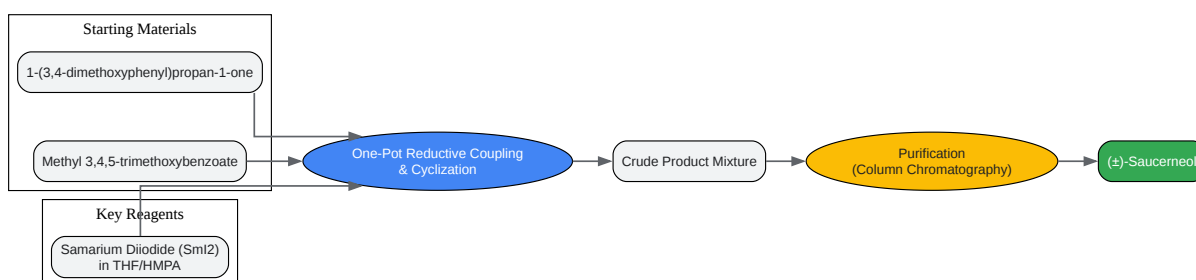 Starting Materials
1-(3,4-dimethoxyphenyl)propan-1-one
Methyl 3,4,5-trimethoxybenzoate
Key Reagents
Samarium Diiodide (SmI2)
in THF/HMPA
One-Pot Reductive Coupling
& Cyclization
Crude Product Mixture
Purification
(Column Chromatography)
(±)-Saucerneol